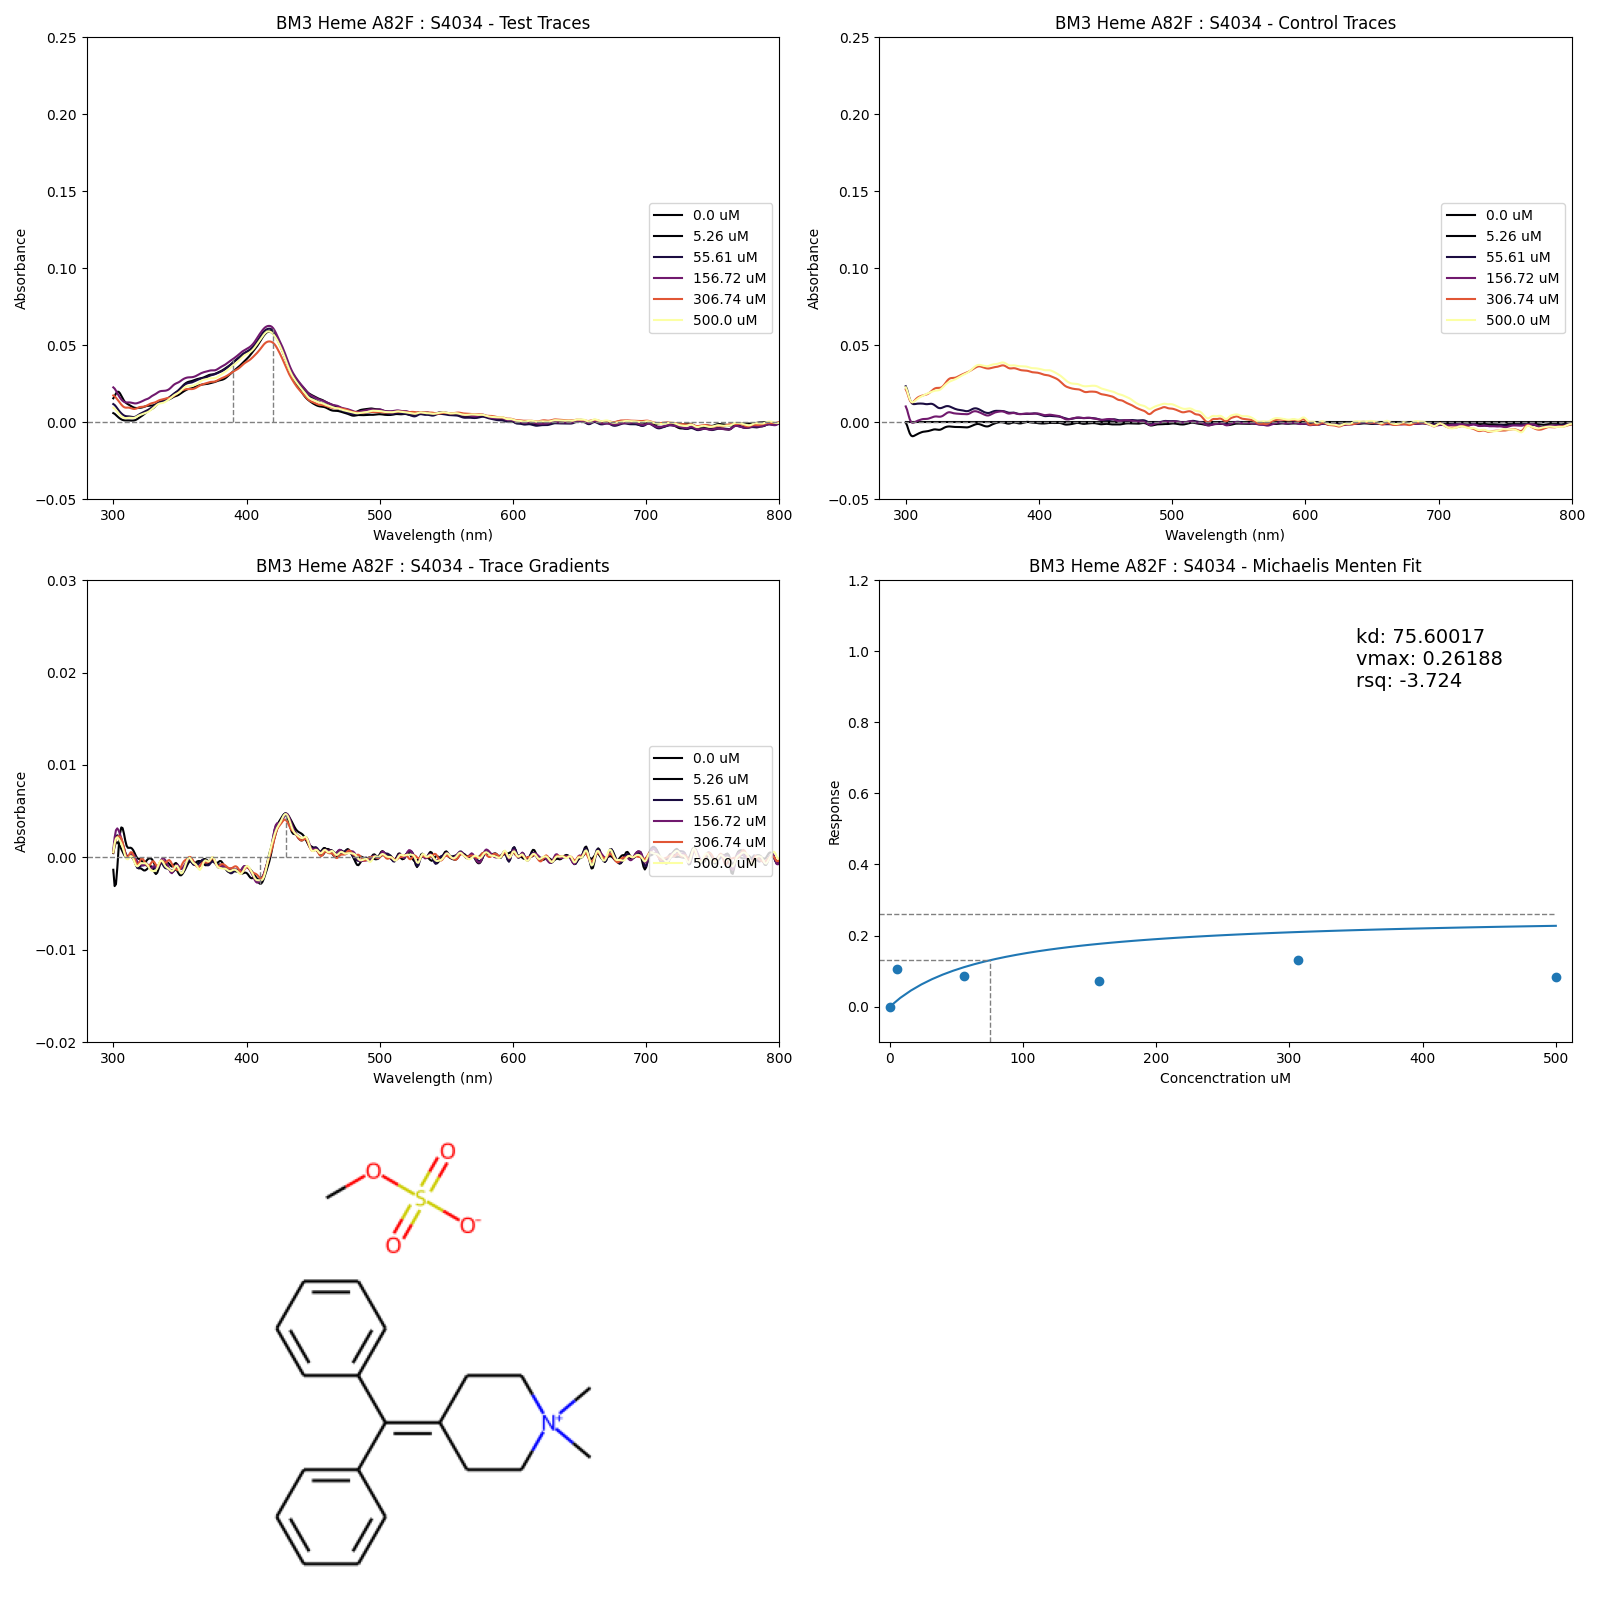 BM3 Heme A82F : S4034 - Test Traces
0.25
0.20
0.15
0.10
0.05
0.00
−0.05
Absorbance
300
400
500
600
700
800
Wavelength (nm)
0.0 uM
5.26 uM
55.61 uM
156.72 uM
306.74 uM
500.0 uM
BM3 Heme A82F : S4034 - Control Traces
0.25
0.20
0.15
0.10
0.05
0.00
−0.05
Absorbance
300
400
500
600
700
800
Wavelength (nm)
0.0 uM
5.26 uM
55.61 uM
156.72 uM
306.74 uM
500.0 uM
BM3 Heme A82F : S4034 - Trace Gradients
0.03
0.02
0.01
0.00
−0.01
−0.02
Absorbance
300
400
500
600
700
800
Wavelength (nm)
0.0 uM
5.26 uM
55.61 uM
156.72 uM
306.74 uM
500.0 uM
BM3 Heme A82F : S4034 - Michaelis Menten Fit
1.2
1.0
0.8
0.6
0.4
0.2
0.0
Response
0
100
200
300
400
500
Concenctration uM
kd: 75.60017
vmax: 0.26188
rsq: -3.724
O
O
S
O-
O
N+